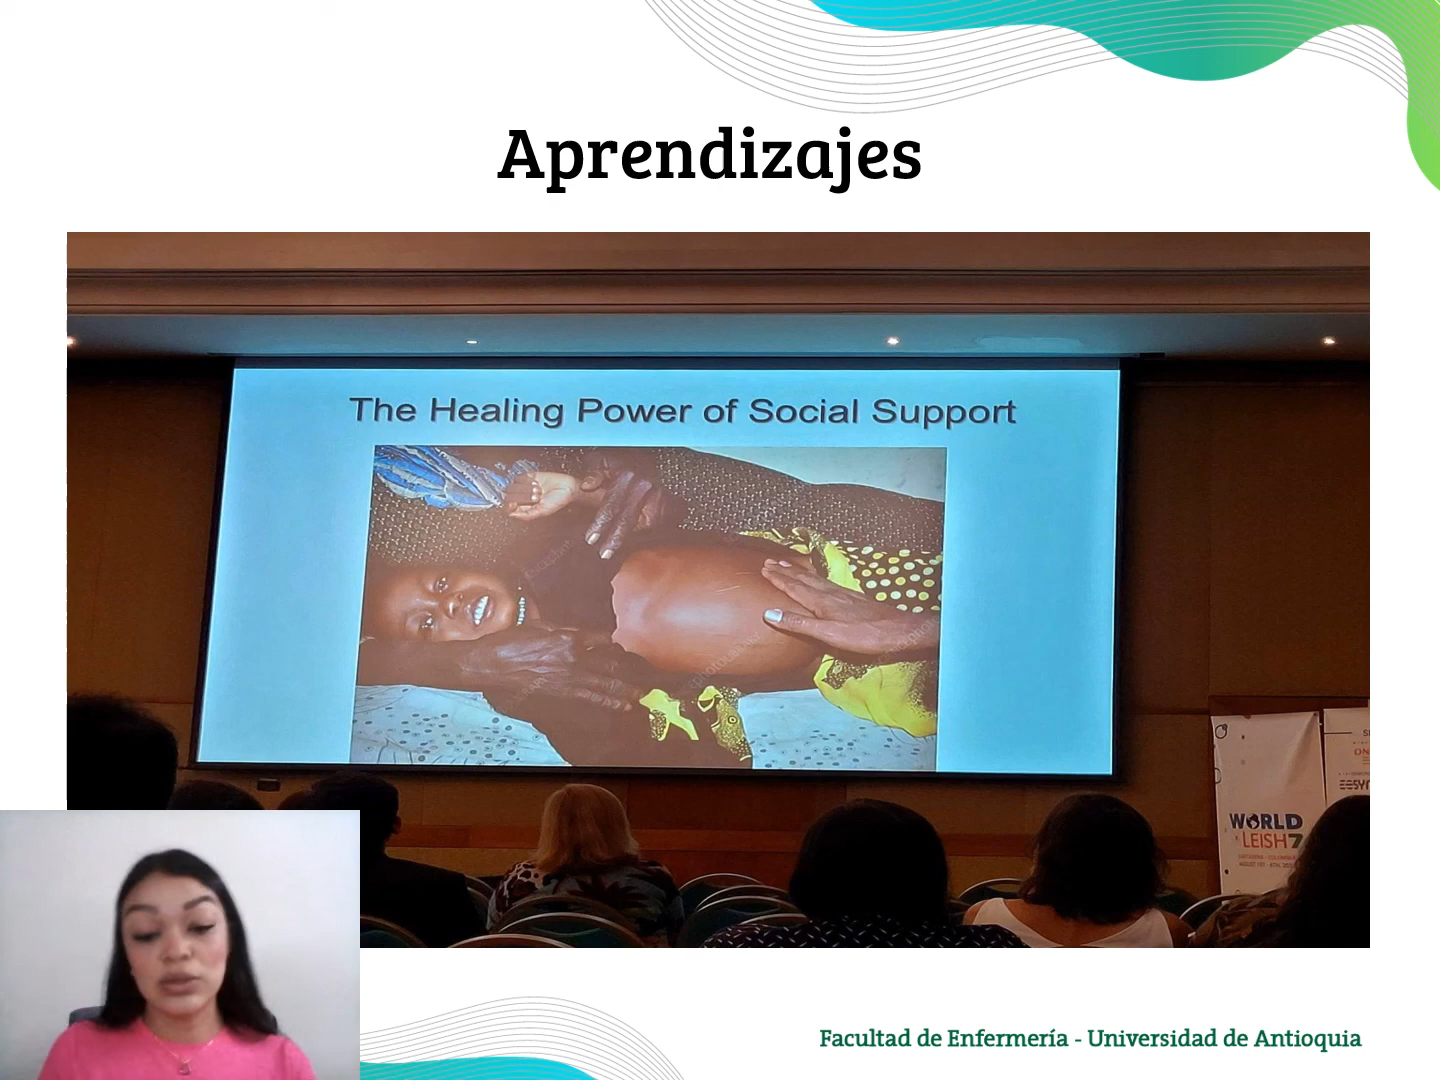 Aprendizajes
The Healing Power of Social Support
WORLD
LEISH7
Facultad de Enfermería - Universidad de Antioquia